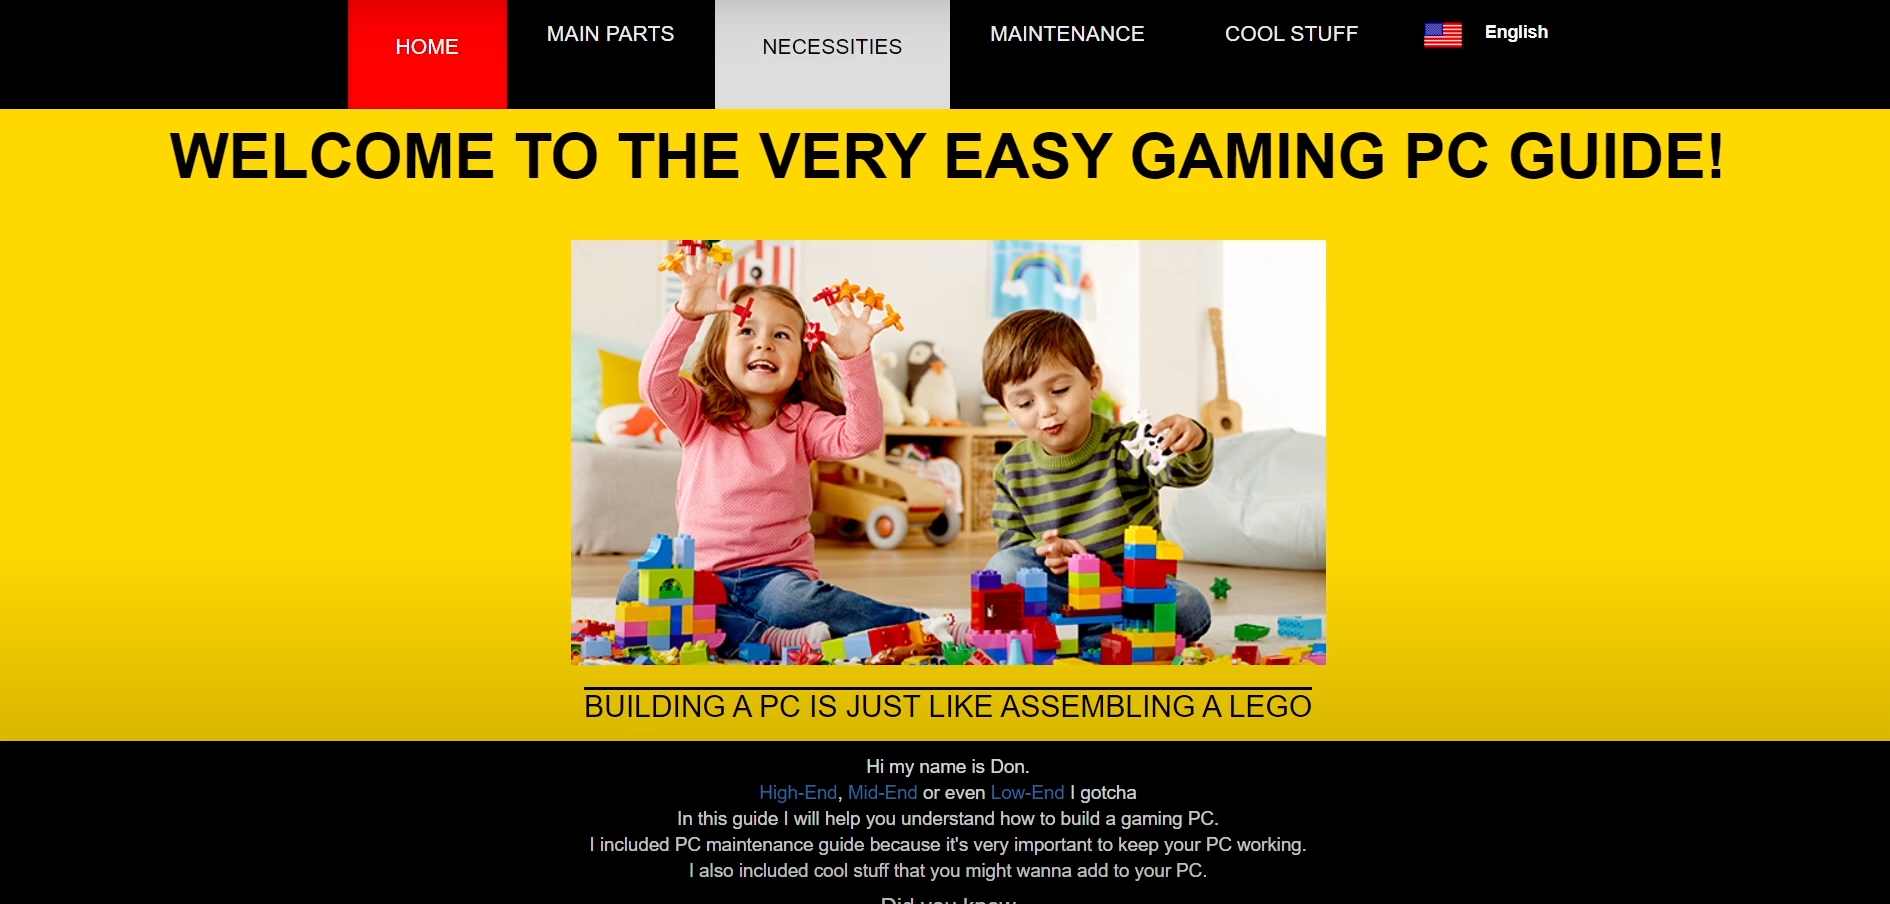 HOME
MAIN PARTS
NECESSITIES
MAINTENANCE
COOL STUFF
English
WELCOME TO THE VERY EASY GAMING PC GUIDE!
BUILDING A PC IS JUST LIKE ASSEMBLING A LEGO
Hi my name is Don.
High-End, Mid-End or even Low-End I gotcha
In this guide I will help you understand how to build a gaming PC.
I included PC maintenance guide because it's very important to keep your PC working.
I also included cool stuff that you might wanna add to your PC.
Did you know